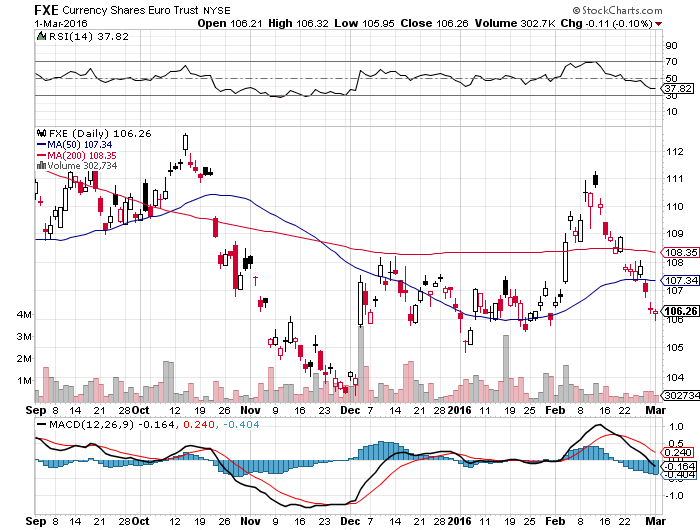 FXE Currency Shares Euro Trust NYSE © StockCharts.com
1-Mar-2016 Open 106.21 High 106.32 Low 105.95 Close 106.26 Volume 302.7K Chg -0.11 (-0.10%)
RSI(14) 37.82
90
70
50
37.82
30
10
FXE (Daily) 106.26
MA(50) 107.34
MA(200) 108.35
Volume 302,734
112
111
110
109
108.35
108
107.34
107
106.26
106
105
104
4M
3M
2M
1M
302734
Sep 8 14 21 28 Oct 12 19 26 Nov 9 16 23 Dec 7 14 21 28 2016 11 19 25 Feb 8 16 22 Mar
MACD(12,26,9) -0.164, 0.240, -0.404
1.0
0.5
0.240
0.0
-0.164
-0.404
-0.5
-1.0
Sep 8 14 21 28 Oct 12 19 26 Nov 9 16 23 Dec 7 14 21 28 2016 11 19 25 Feb 8 16 22 Mar